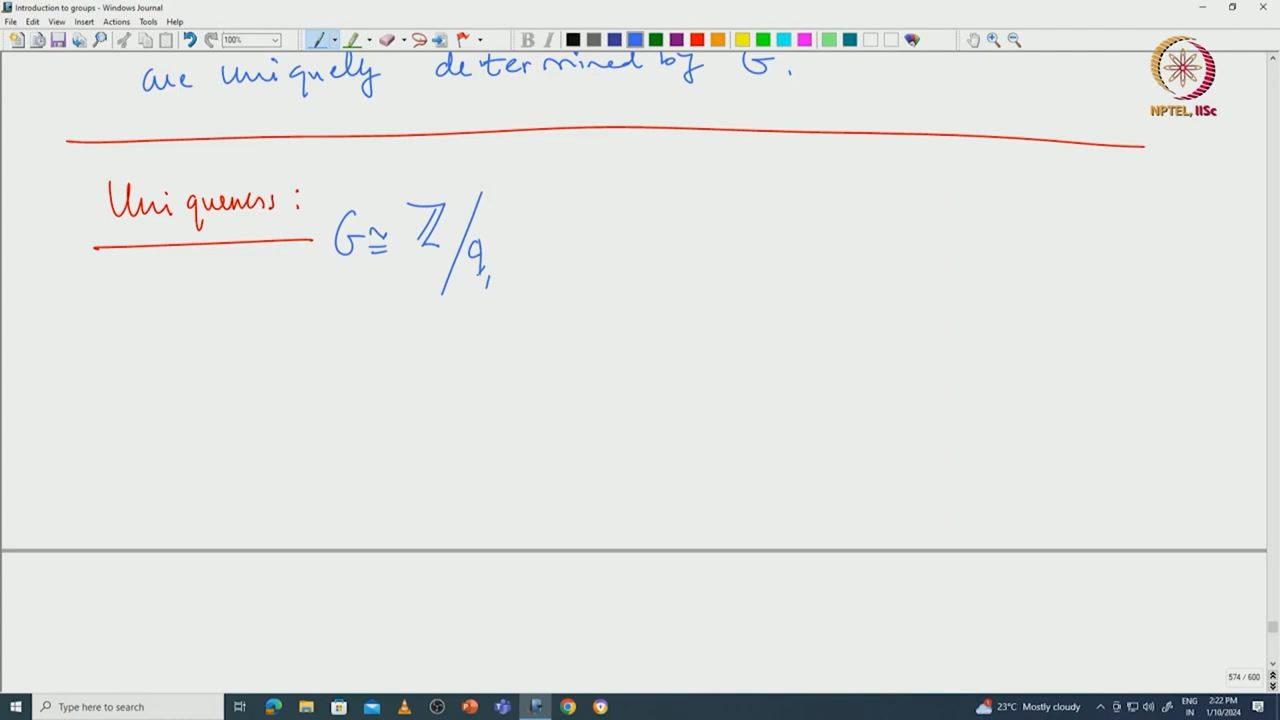 Introduction to groups - Windows Journal
File Edit View Insert Actions Tools Help
100%
B I
are uniquely determined by G.
NPTEL, IISc
Uniqueness: G ≅ ℤ/q₁
574 / 600
Type here to search
23°C Mostly cloudy
ENG
IN
2:22 PM
1/10/2024